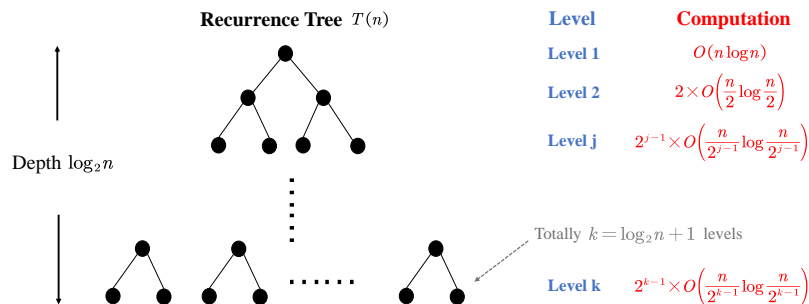 Recurrence Tree T(n) Level Computation
Level 1 O(n log n)
Level 2 2×O(n/2 log n/2)
Level j 2^{j−1}×O(n/2^{j−1} log n/2^{j−1})
Depth log₂n
Totally k=log₂n+1 levels
Level k 2^{k−1}×O(n/2^{k−1} log n/2^{k−1})